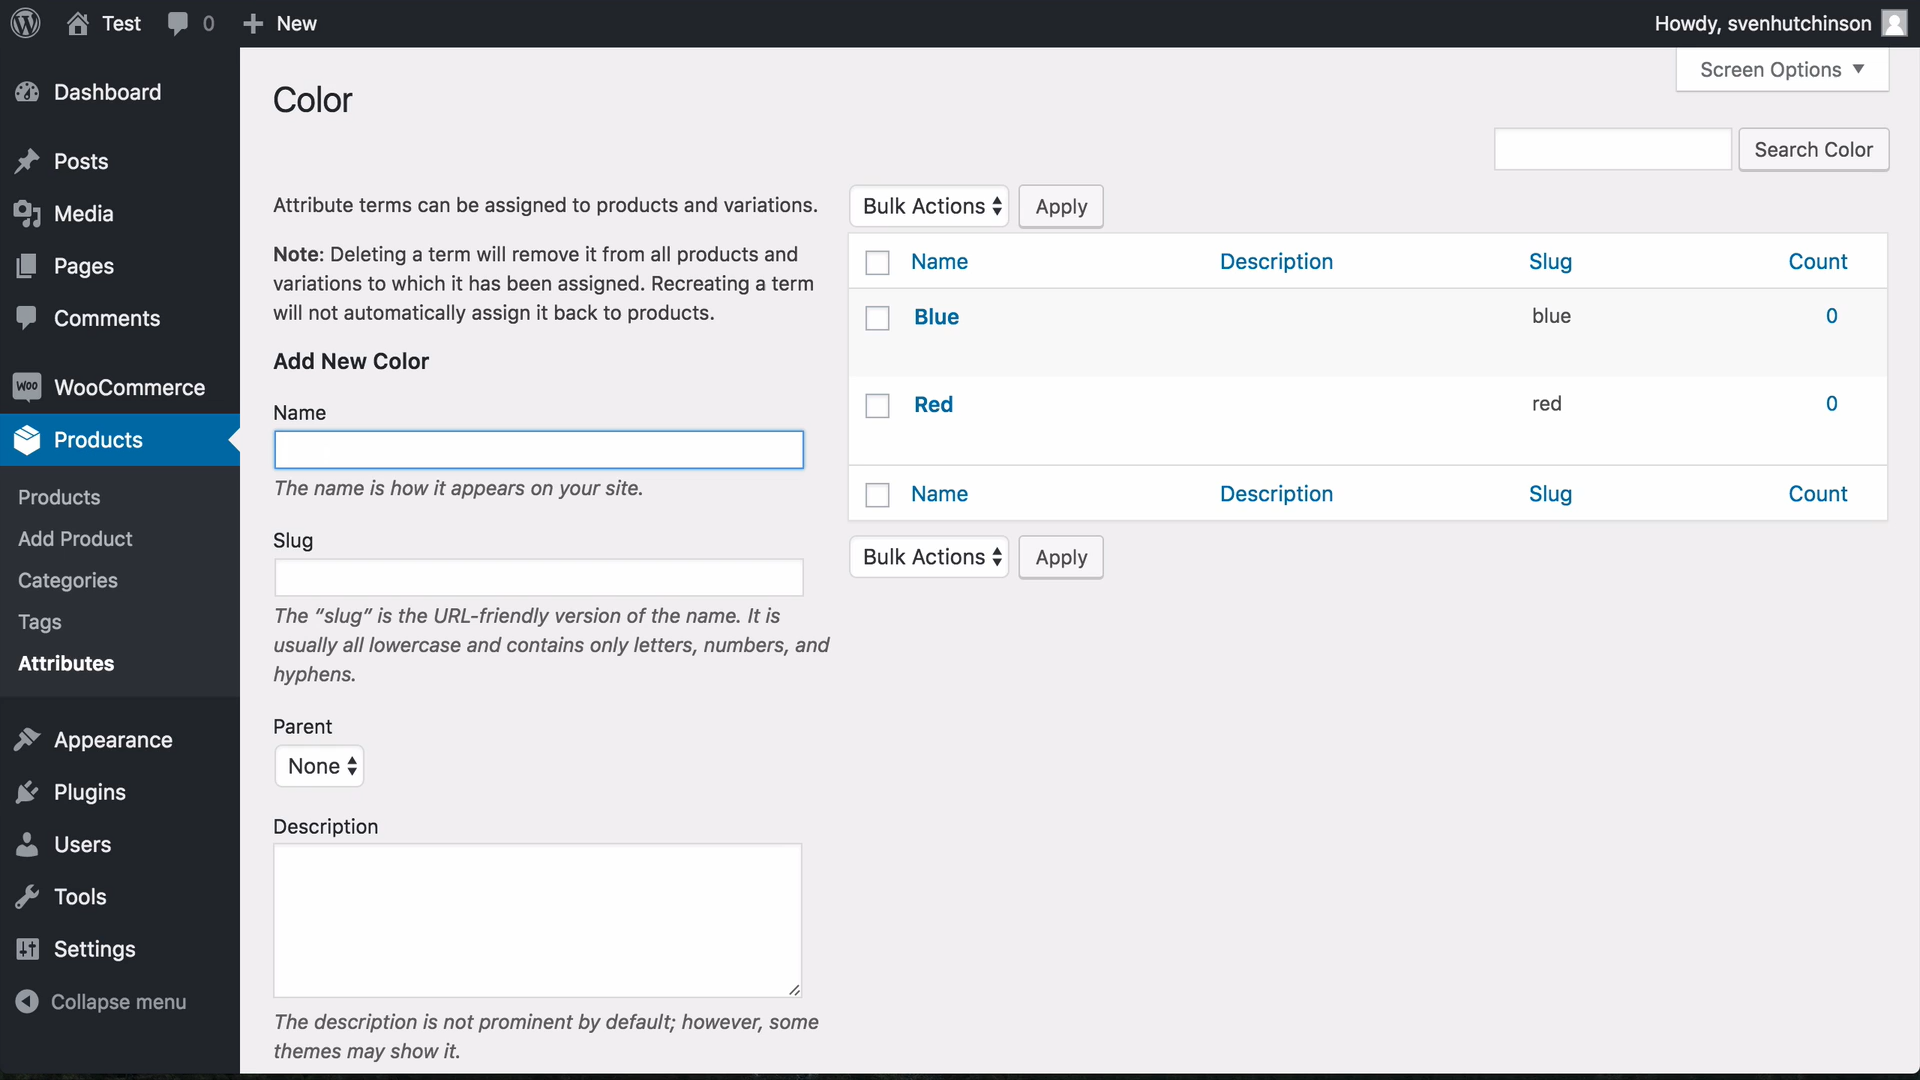 Test
0
New
Howdy, svenhutchinson
Screen Options
Dashboard
Posts
Media
Pages
Comments
Woo
WooCommerce
Products
Products
Add Product
Categories
Tags
Attributes
Appearance
Plugins
Users
Tools
Settings
Collapse menu
Color
Search Color
Attribute terms can be assigned to products and variations.
Note: Deleting a term will remove it from all products and
variations to which it has been assigned. Recreating a term
will not automatically assign it back to products.
Add New Color
Name
The name is how it appears on your site.
Slug
The “slug” is the URL-friendly version of the name. It is
usually all lowercase and contains only letters, numbers, and
hyphens.
Parent
None
Description
The description is not prominent by default; however, some
themes may show it.
Bulk Actions Apply
Name Description Slug Count
Blue blue 0
Red red 0
Name Description Slug Count
Bulk Actions Apply